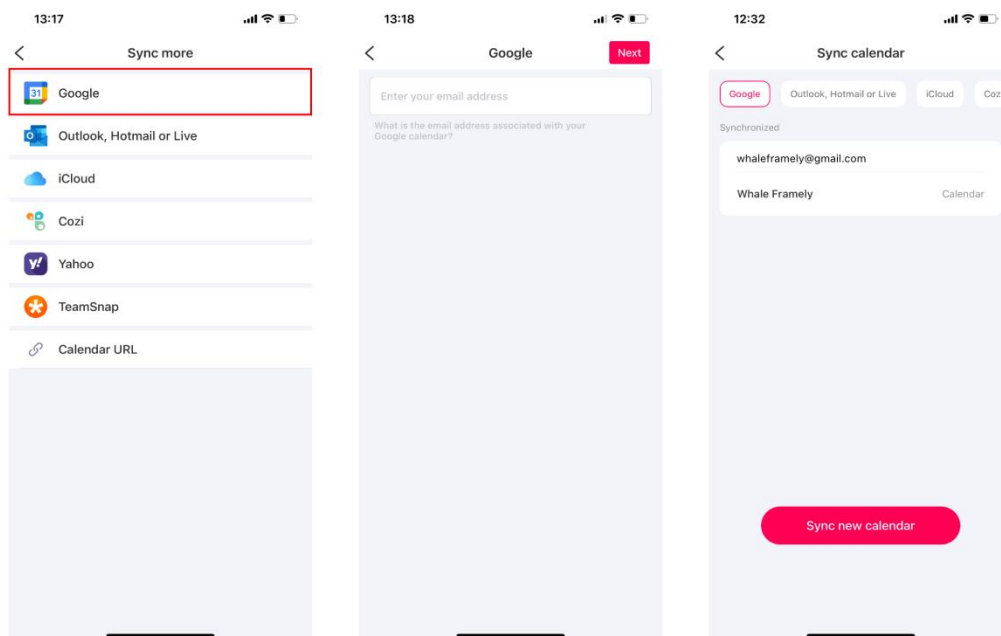 13:17
Sync more
31
Google
Outlook, Hotmail or Live
iCloud
Cozi
Yahoo
TeamSnap
Calendar URL
13:18
Google
Next
Enter your email address
What is the email address associated with your
Google calendar?
12:32
Sync calendar
Google
Outlook, Hotmail or Live
iCloud
Coz
Synchronized
whaleframely@gmail.com
Whale Framely
Calendar
Sync new calendar